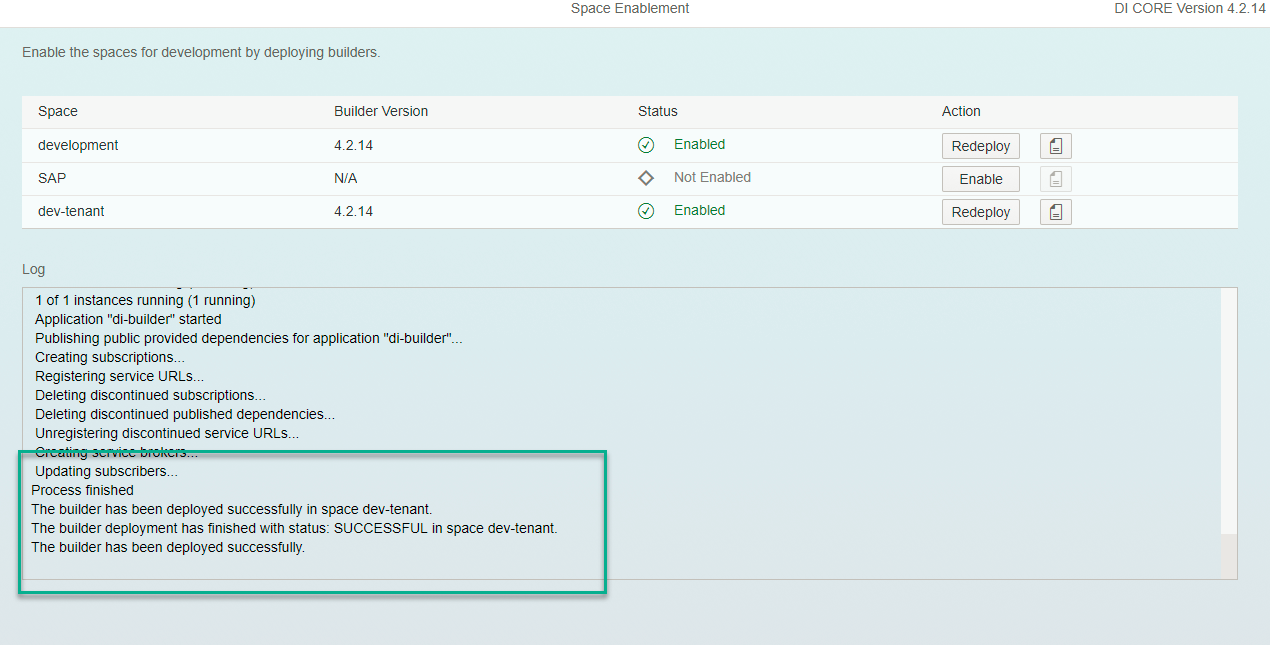 Space Enablement DI CORE Version 4.2.14
Enable the spaces for development by deploying builders.
Space Builder Version Status Action
development 4.2.14 Enabled Redeploy
SAP N/A Not Enabled Enable
dev-tenant 4.2.14 Enabled Redeploy
Log
1 of 1 instances running (1 running)
Application "di-builder" started
Publishing public provided dependencies for application "di-builder"...
Creating subscriptions...
Registering service URLs...
Deleting discontinued subscriptions...
Deleting discontinued published dependencies...
Unregistering discontinued service URLs...
Creating service brokers...
Updating subscribers...
Process finished
The builder has been deployed successfully in space dev-tenant.
The builder deployment has finished with status: SUCCESSFUL in space dev-tenant.
The builder has been deployed successfully.